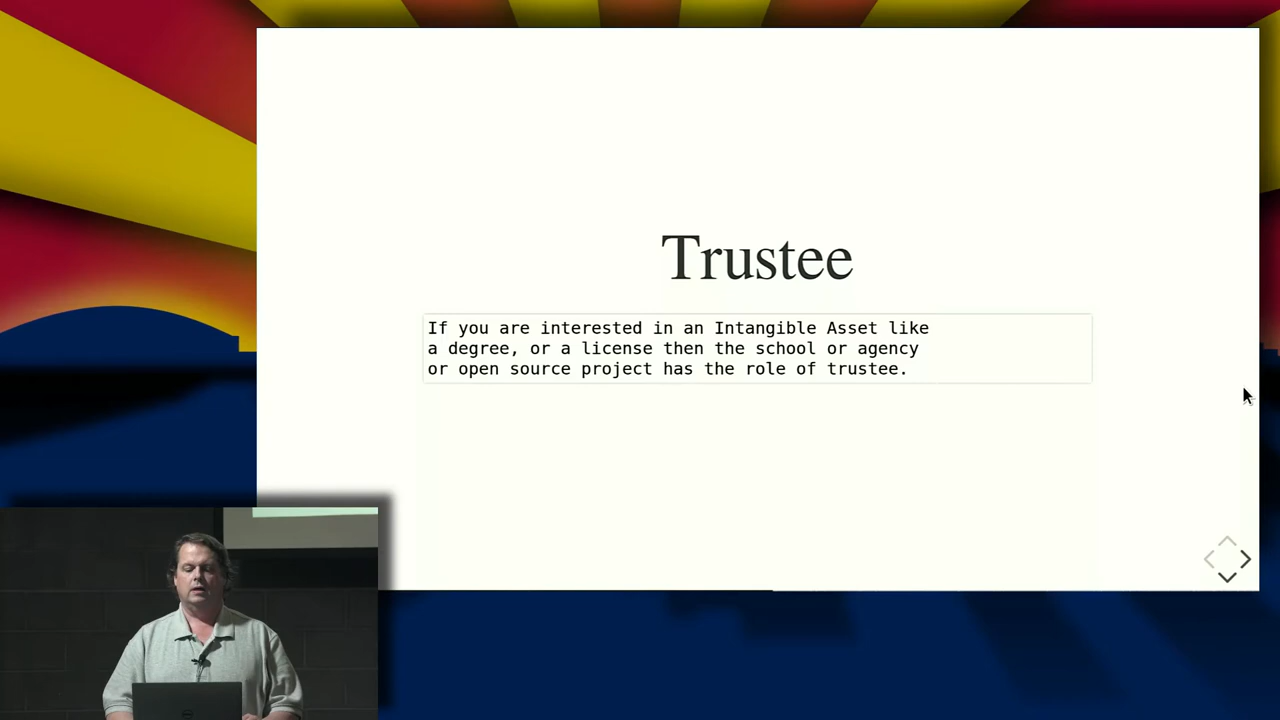 Trustee
If you are interested in an Intangible Asset like
a degree, or a license then the school or agency
or open source project has the role of trustee.